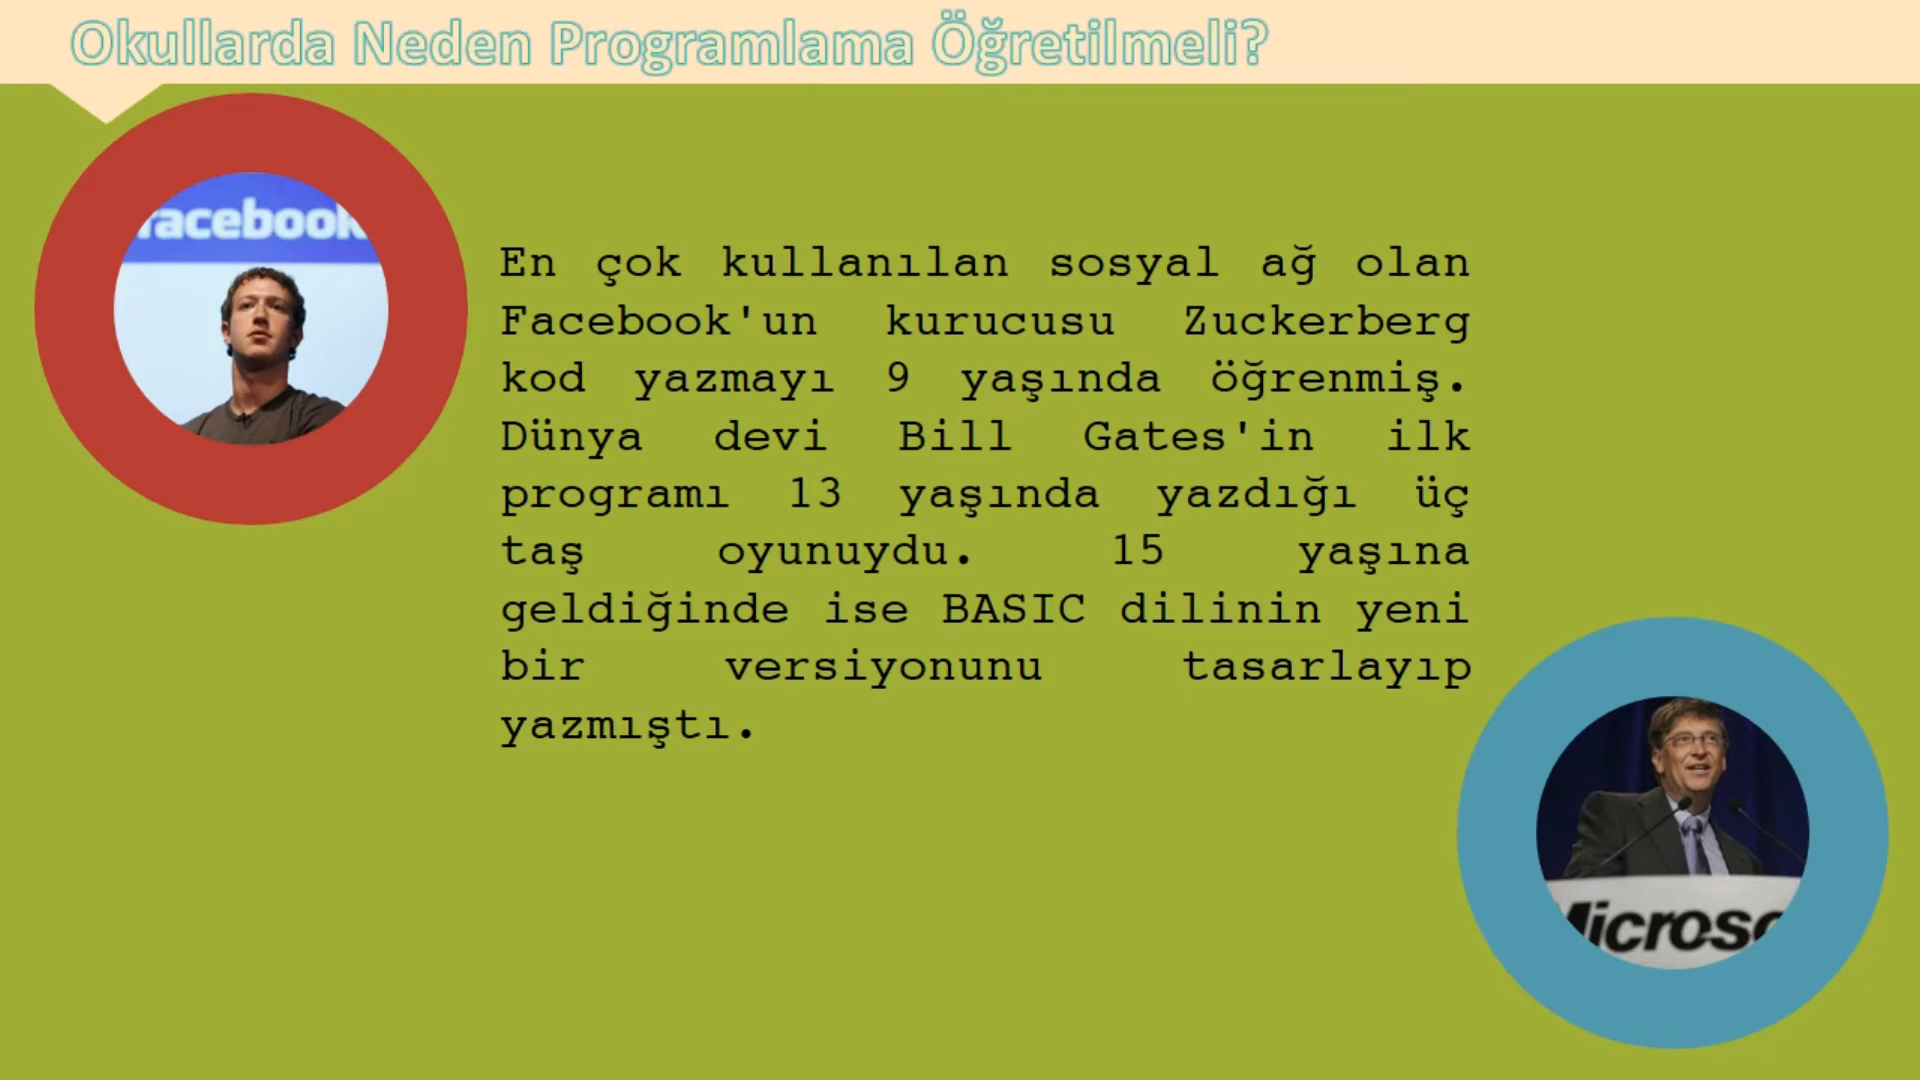 Okullarda Neden Programlama Öğretilmeli?
facebook
En çok kullanılan sosyal ağ olan
Facebook'un kurucusu Zuckerberg
kod yazmayı 9 yaşında öğrenmiş.
Dünya devi Bill Gates'in ilk
programı 13 yaşında yazdığı üç
taş oyunuydu. 15 yaşına
geldiğinde ise BASIC dilinin yeni
bir versiyonunu tasarlayıp
yazmıştı.
Microso